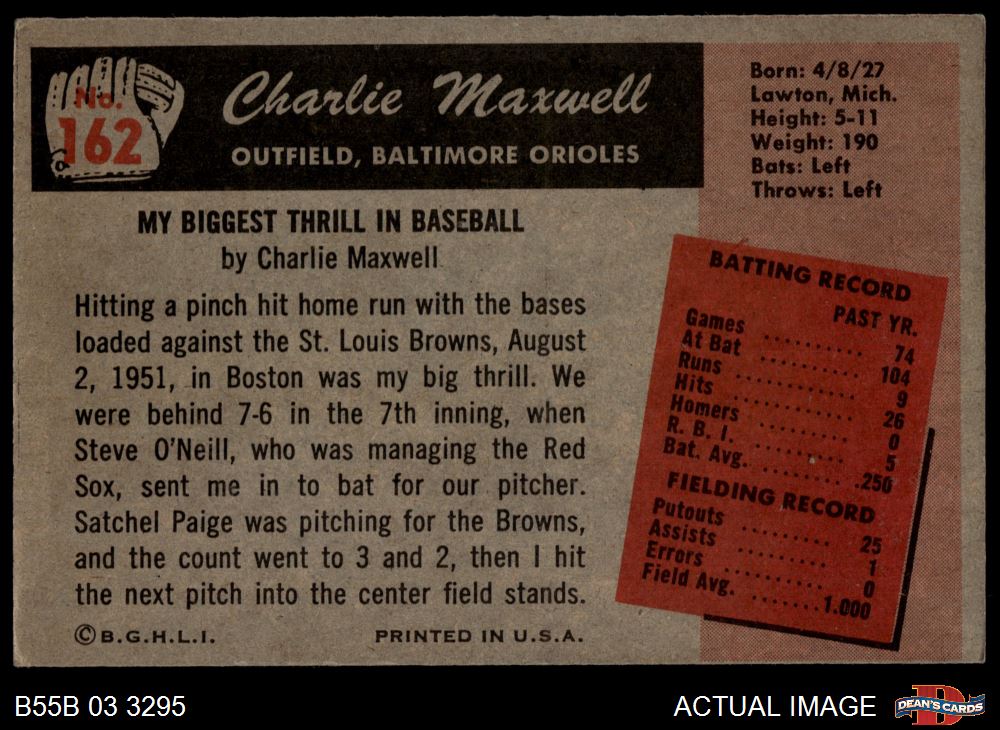 No.
162
Charlie Maxwell
OUTFIELD, BALTIMORE ORIOLES
Born: 4/8/27
Lawton, Mich.
Height: 5-11
Weight: 190
Bats: Left
Throws: Left
MY BIGGEST THRILL IN BASEBALL
by Charlie Maxwell
Hitting a pinch hit home run with the bases
loaded against the St. Louis Browns, August
2, 1951, in Boston was my big thrill. We
were behind 7-6 in the 7th inning, when
Steve O'Neill, who was managing the Red
Sox, sent me in to bat for our pitcher.
Satchel Paige was pitching for the Browns,
and the count went to 3 and 2, then I hit
the next pitch into the center field stands.
©B.G.H.L.I. PRINTED IN U.S.A.
BATTING RECORD
PAST YR.
Games .......... 74
At Bat .......... 104
Runs .......... 9
Hits .......... 26
Homers .......... 0
R. B. I. .......... 5
Bat. Avg. .......... .250
FIELDING RECORD
Putouts .......... 25
Assists .......... 1
Errors .......... 0
Field Avg. ........1.000
B55B 03 3295
ACTUAL IMAGE
D
DEAN'S CARDS